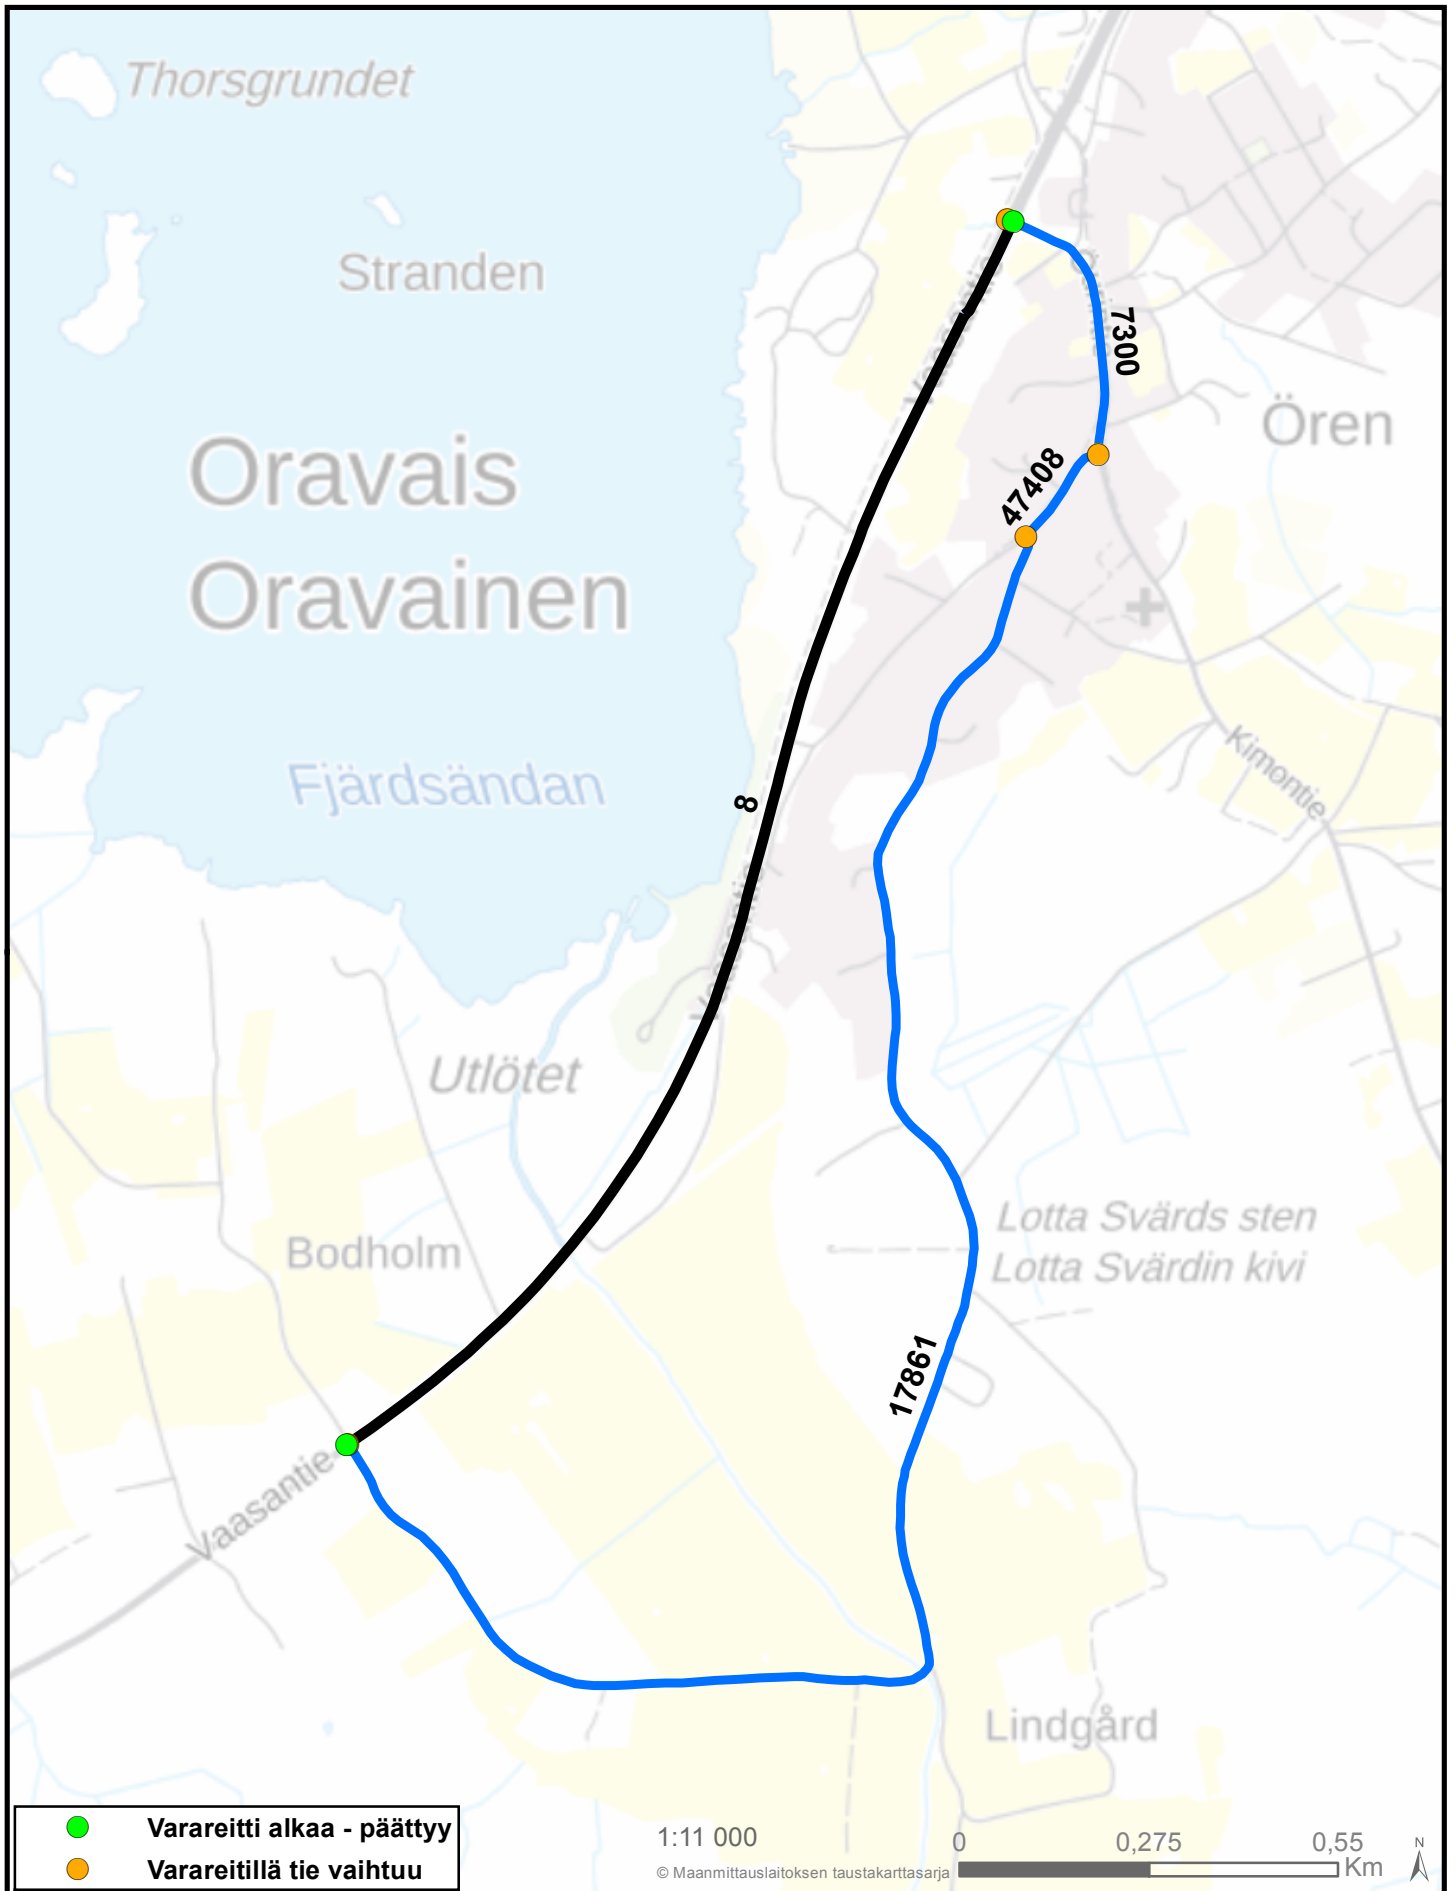 Thorsgrundet
Stranden
7300
Ören
Oravais
47408
Oravainen
Kimontie
Fjärdsändan
8
Utlötet
Lotta Svärds sten
Bodholm
Lotta Svärdin kivi
17861
Vaasantie
Lindgård
Varareitti alkaa - päättyy
Varareitillä tie vaihtuu
1:11 000
© Maanmittauslaitoksen taustakarttasarja
0 0,275 0,55
Km
N